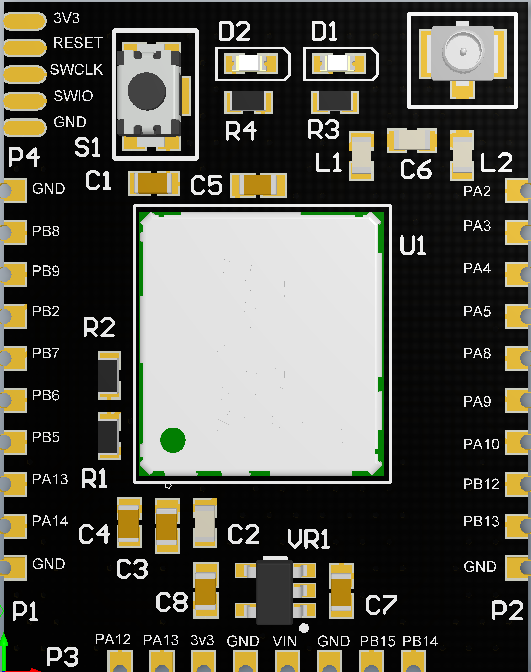 3V3
RESET
SWCLK
SWIO
GND
P4
S1
D2
D1
R4
R3
L1
C6
L2
C1
C5
U1
GND
PB8
PB9
PB2
PB7
PB6
PB5
PA13
PA14
GND
P1
R2
R1
PA2
PA3
PA4
PA5
PA8
PA9
PA10
PB12
PB13
GND
P2
C4
C3
C2
VR1
C8
C7
P3
PA12 PA13 3v3 GND VIN GND PB15 PB14